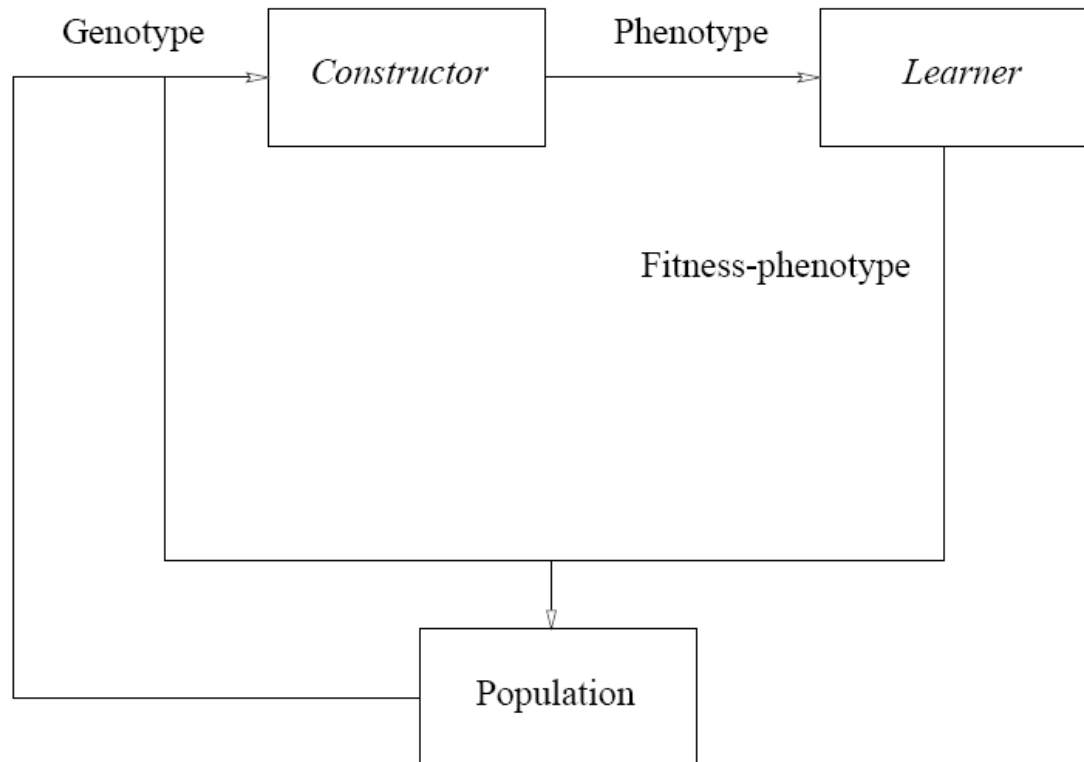 Genotype
Phenotype
Constructor
Learner
Fitness-phenotype
Population